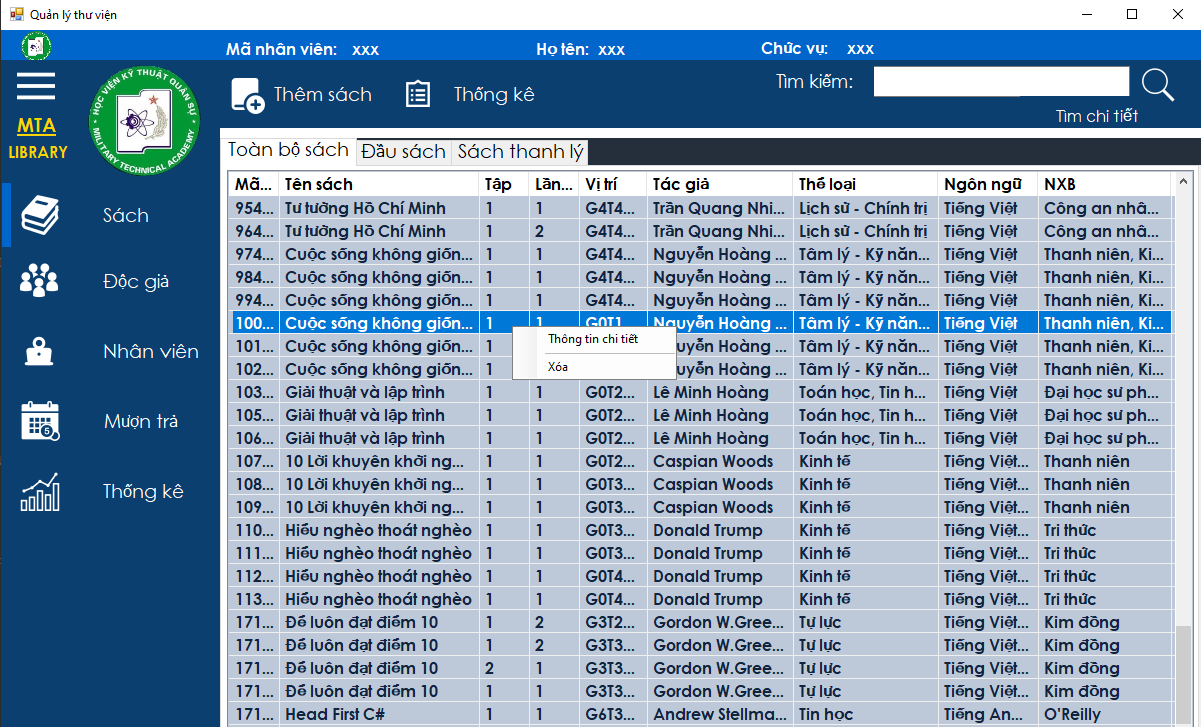 Quản lý thư viện
Mã nhân viên: xxx Họ tên: xxx Chức vụ: xxx
HỌC VIỆN KỸ THUẬT QUÂN SỰ
MILITARY TECHNICAL ACADEMY
MTA
LIBRARY
Sách
Độc giả
Nhân viên
Mượn trả
5
Thống kê
Thêm sách Thống kê Tìm kiếm:
Tìm chi tiết
Toàn bộ sách Đầu sách Sách thanh lý
Mã... Tên sách Tập Lần... Vị trí Tác giả Thể loại Ngôn ngữ NXB
954... Tư tưởng Hồ Chí Minh 1 1 G4T4... Trần Quang Nhi... Lịch sử - Chính trị Tiếng Việt Công an nhâ...
964... Tư tưởng Hồ Chí Minh 1 2 G4T4... Trần Quang Nhi... Lịch sử - Chính trị Tiếng Việt Công an nhâ...
974... Cuộc sống không giốn... 1 1 G4T4... Nguyễn Hoàng ... Tâm lý - Kỹ năn... Tiếng Việt Thanh niên, Ki...
984... Cuộc sống không giốn... 1 1 G4T4... Nguyễn Hoàng ... Tâm lý - Kỹ năn... Tiếng Việt Thanh niên, Ki...
994... Cuộc sống không giốn... 1 1 G4T4... Nguyễn Hoàng ... Tâm lý - Kỹ năn... Tiếng Việt Thanh niên, Ki...
100... Cuộc sống không giốn... 1 1 G0T1... Nguyễn Hoàng ... Tâm lý - Kỹ năn... Tiếng Việt Thanh niên, Ki...
Thông tin chi tiết
101... Cuộc sống không giốn... 1 Hoàng ... Tâm lý - Kỹ năn... Tiếng Việt Thanh niên, Ki...
Xóa
102... Cuộc sống không giốn... 1 Hoàng ... Tâm lý - Kỹ năn... Tiếng Việt Thanh niên, Ki...
103... Giải thuật và lập trình 1 1 G0T2... Lê Minh Hoàng Toán học, Tin h... Tiếng Việt Đại học sư ph...
105... Giải thuật và lập trình 1 1 G0T2... Lê Minh Hoàng Toán học, Tin h... Tiếng Việt Đại học sư ph...
106... Giải thuật và lập trình 1 1 G0T2... Lê Minh Hoàng Toán học, Tin h... Tiếng Việt Đại học sư ph...
107... 10 Lời khuyên khởi ng... 1 1 G0T2... Caspian Woods Kinh tế Tiếng Việt... Thanh niên
108... 10 Lời khuyên khởi ng... 1 1 G0T3... Caspian Woods Kinh tế Tiếng Việt... Thanh niên
109... 10 Lời khuyên khởi ng... 1 1 G0T3... Caspian Woods Kinh tế Tiếng Việt... Thanh niên
110... Hiểu nghèo thoát nghèo 1 1 G0T3... Donald Trump Kinh tế Tiếng Việt... Tri thức
111... Hiểu nghèo thoát nghèo 1 1 G0T3... Donald Trump Kinh tế Tiếng Việt... Tri thức
112... Hiểu nghèo thoát nghèo 1 1 G0T4... Donald Trump Kinh tế Tiếng Việt... Tri thức
113... Hiểu nghèo thoát nghèo 1 1 G0T4... Donald Trump Kinh tế Tiếng Việt... Tri thức
171... Để luôn đạt điểm 10 1 2 G3T2... Gordon W.Gree... Tự lực Tiếng Việt... Kim đồng
171... Để luôn đạt điểm 10 1 2 G3T3... Gordon W.Gree... Tự lực Tiếng Việt... Kim đồng
171... Để luôn đạt điểm 10 2 1 G3T3... Gordon W.Gree... Tự lực Tiếng Việt... Kim đồng
171... Để luôn đạt điểm 10 1 1 G3T3... Gordon W.Gree... Tự lực Tiếng Việt... Kim đồng
171... Head First C# 1 1 G6T3... Andrew Stellma... Tin học Tiếng An... O'Reilly